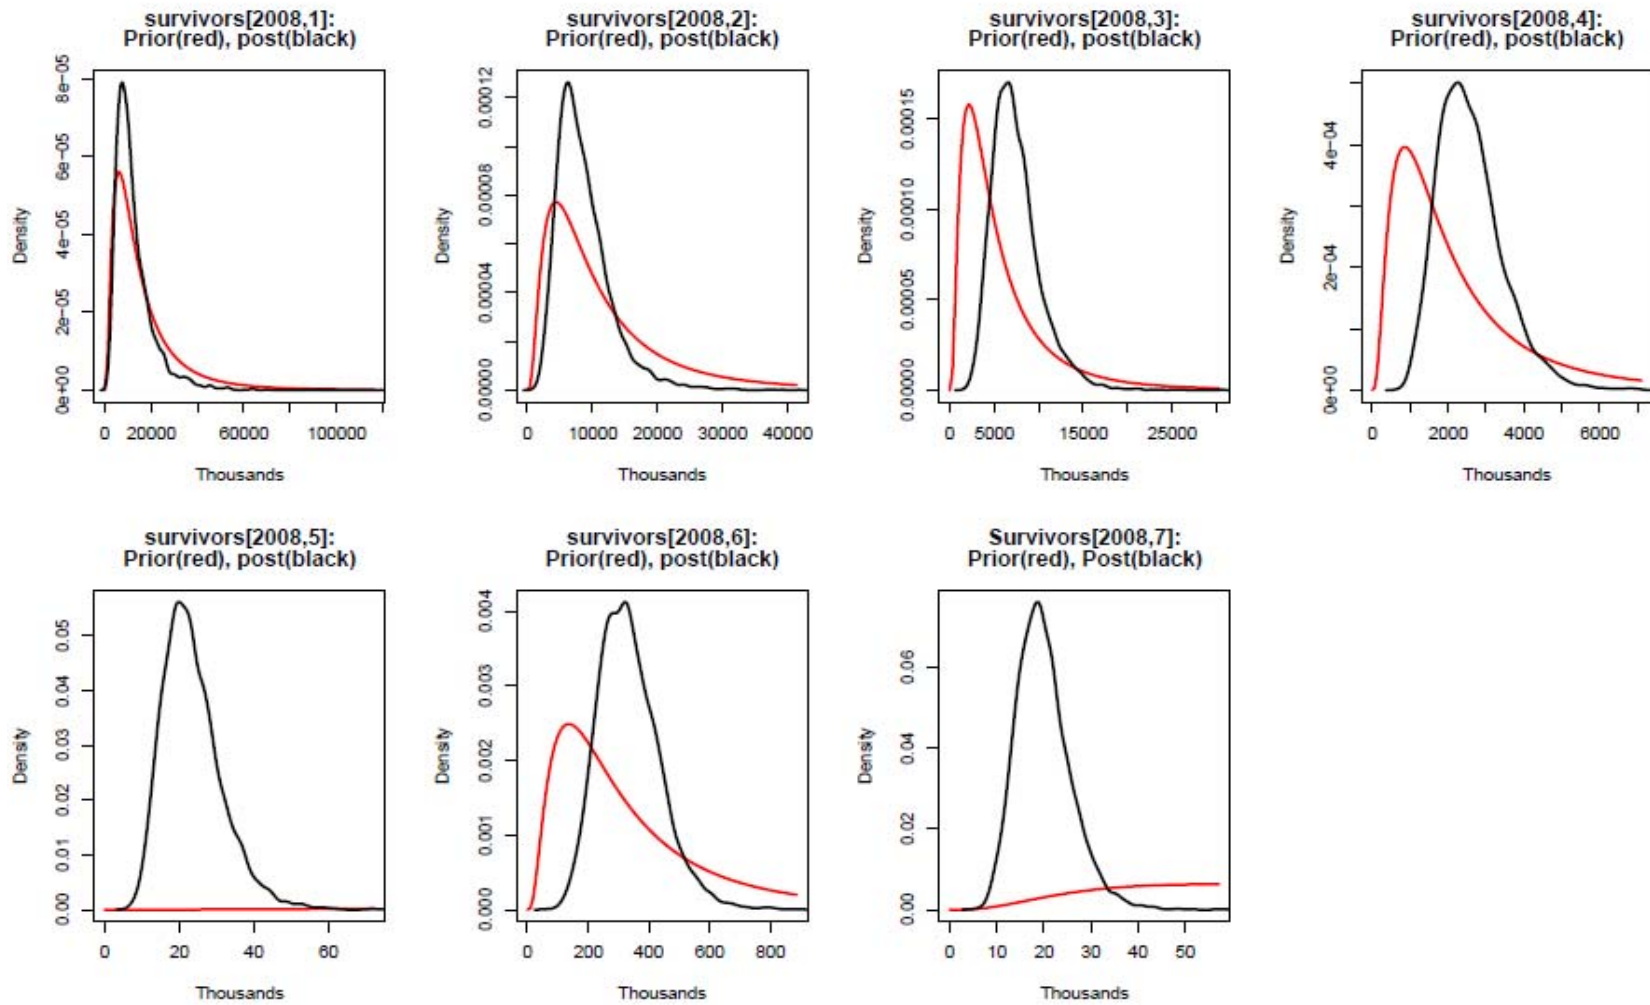 survivors[2008,1]:
Prior(red), post(black)
Density
0e+00 2e−05 4e−05 6e−05 8e−05
0 20000 60000 100000
Thousands
survivors[2008,2]:
Prior(red), post(black)
Density
0.00000 0.00004 0.00008 0.00012
0 10000 20000 30000 40000
Thousands
survivors[2008,3]:
Prior(red), post(black)
Density
0.00000 0.00005 0.00010 0.00015
0 5000 15000 25000
Thousands
survivors[2008,4]:
Prior(red), post(black)
Density
0e+00 2e−04 4e−04
0 2000 4000 6000
Thousands
survivors[2008,5]:
Prior(red), post(black)
Density
0.00 0.01 0.02 0.03 0.04 0.05
0 20 40 60
Thousands
survivors[2008,6]:
Prior(red), post(black)
Density
0.000 0.001 0.002 0.003 0.004
0 200 400 600 800
Thousands
Survivors[2008,7]:
Prior(red), Post(black)
Density
0.00 0.02 0.04 0.06
0 10 20 30 40 50
Thousands